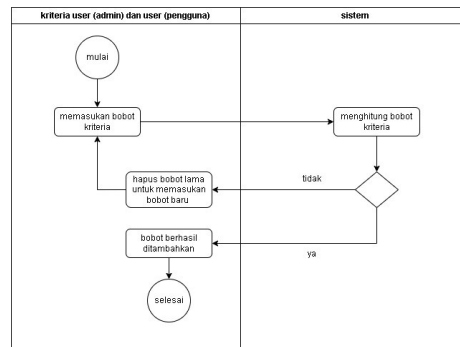 kriteria user (admin) dan user (pengguna)
sistem
mulai
memasukan bobot
kriteria
menghitung bobot
kriteria
tidak
hapus bobot lama
untuk memasukan
bobot baru
bobot berhasil
ditambahkan
ya
selesai